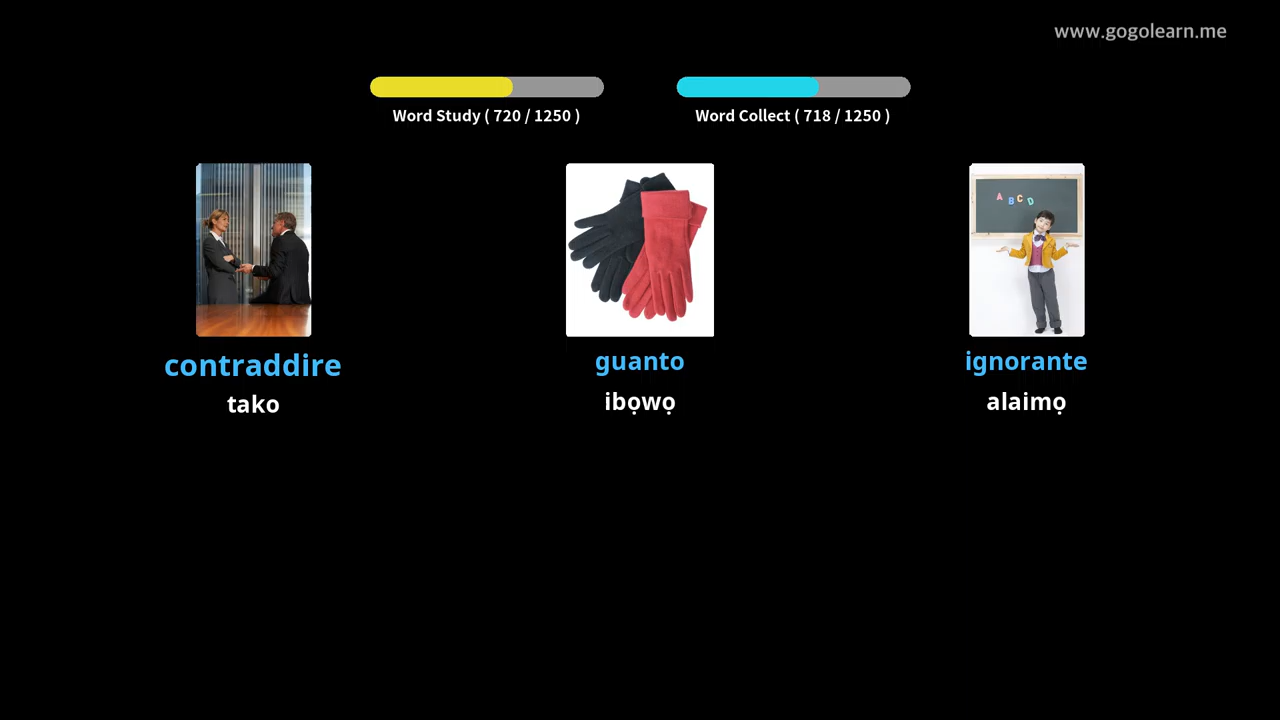 www.gogolearn.me
Word Study ( 720 / 1250 )
Word Collect ( 718 / 1250 )
A B C D
contraddire
guanto
ignorante
tako
ibọwọ
alaimọ